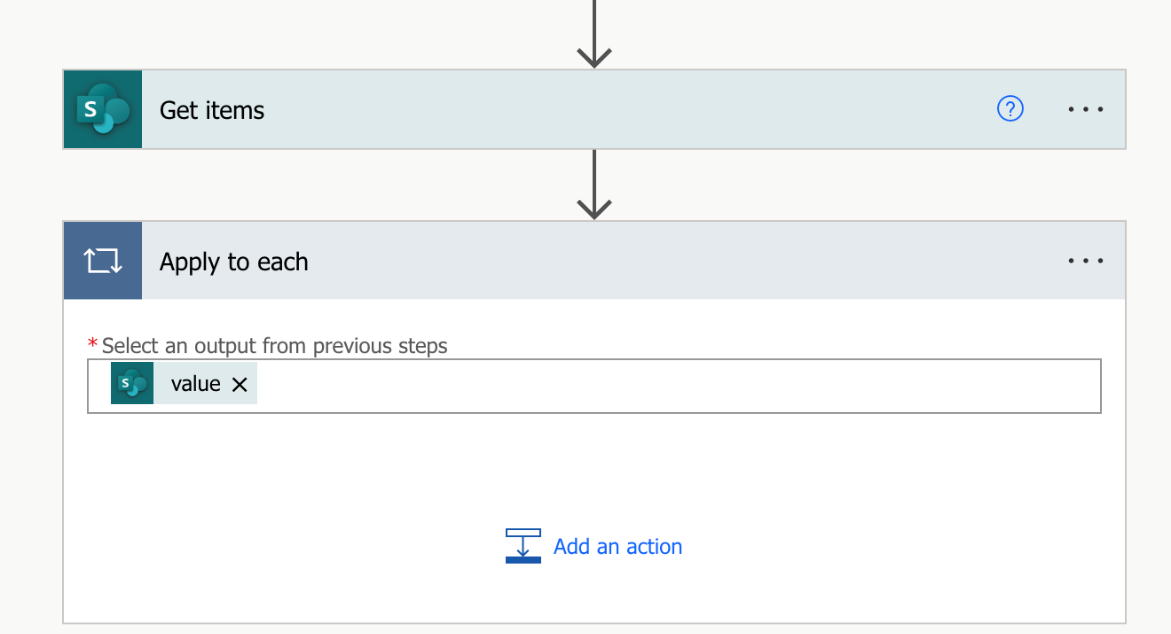 S
Get items
?
Apply to each
* Select an output from previous steps
S
value
Add an action